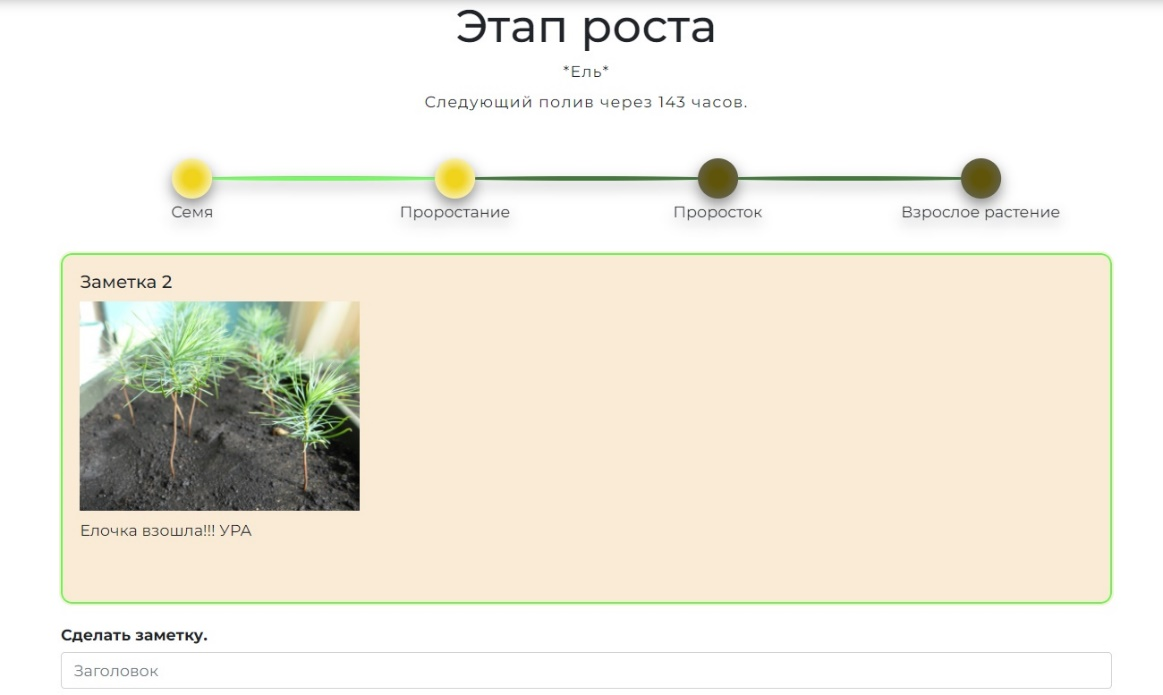 Этап роста
*Ель*
Следующий полив через 143 часов.
Семя
Проростание
Проросток
Взрослое растение
Заметка 2
Елочка взошла!!! УРА
Сделать заметку.
Заголовок